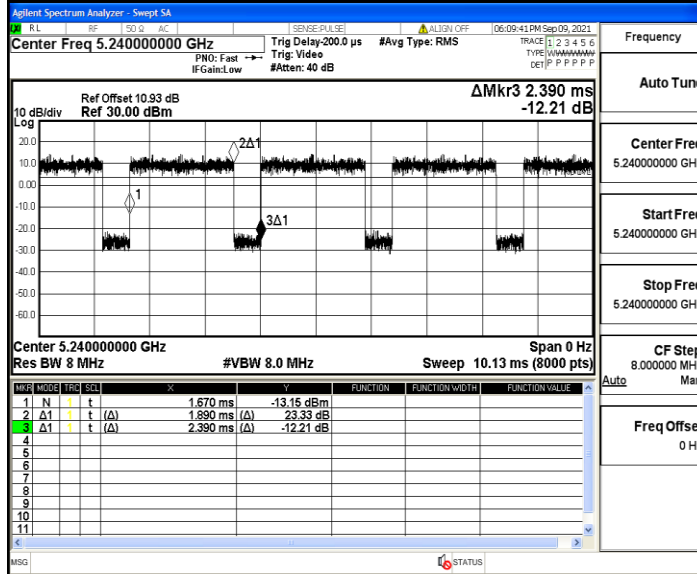 Agilent Spectrum Analyzer - Swept SA
LXI RL RF 50 Ω AC SENSE:PULSE ALIGN OFF 06:09:41 PM Sep 09, 2021
Center Freq 5.240000000 GHz
PNO: Fast
IFGain:Low
Trig Delay-200.0 µs
Trig: Video
#Atten: 40 dB
#Avg Type: RMS
TRACE 1 2 3 4 5 6
TYPE
DET P P P P P P
Ref Offset 10.93 dB
10 dB/div Ref 30.00 dBm
Log
ΔMkr3 2.390 ms
-12.21 dB
20.0
10.0
0.00
-10.0
-20.0
-30.0
-40.0
-50.0
-60.0
1
2Δ1
3Δ1
Center 5.240000000 GHz Span 0 Hz
Res BW 8 MHz #VBW 8.0 MHz Sweep 10.13 ms (8000 pts)
MKR MODE TRC SCL X Y FUNCTION FUNCTION WIDTH FUNCTION VALUE
1 N 1 t 1.670 ms -13.15 dBm
2 Δ1 1 t (Δ) 1.890 ms (Δ) 23.33 dB
3 Δ1 1 t (Δ) 2.390 ms (Δ) -12.21 dB
4
5
6
7
8
9
10
11
MSG STATUS
Frequency
Auto Tun
Center Fre
5.240000000 GH
Start Fre
5.240000000 GH
Stop Fre
5.240000000 GH
CF Ste
8.000000 MH
Auto Ma
Freq Offse
0 H